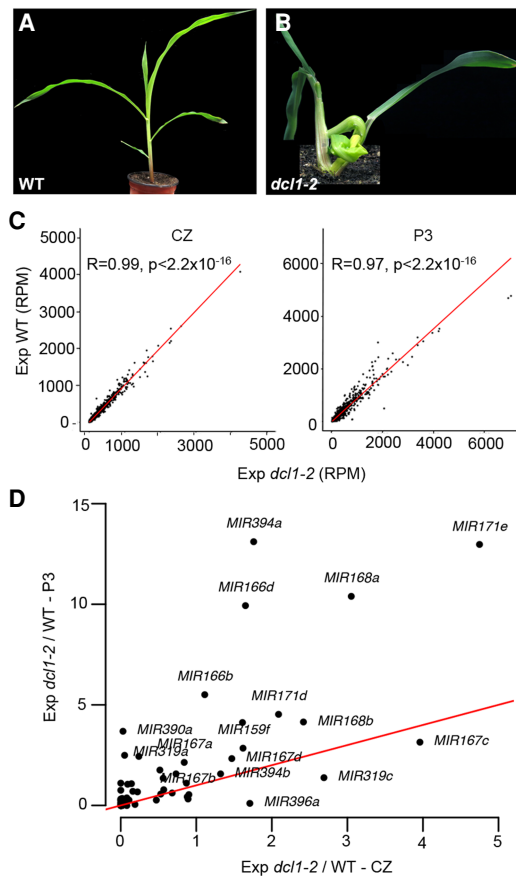 A
B
WT
dcl1-2
C
CZ
P3
R=0.99, p<2.2x10-16
R=0.97, p<2.2x10-16
Exp WT (RPM)
5000
4000
3000
2000
1000
0
6000
4000
2000
0
0 1000 3000 5000
0 2000 4000 6000
Exp dcl1-2 (RPM)
D
Exp dcl1-2 / WT - P3
15
10
5
0
MIR394a
MIR171e
MIR168a
MIR166d
MIR166b
MIR171d
MIR390a
MIR159f
MIR168b
MIR319a
MIR167a
MIR167d
MIR167c
MIR167b
MIR394b
MIR319c
MIR396a
0 1 2 3 4 5
Exp dcl1-2 / WT - CZ